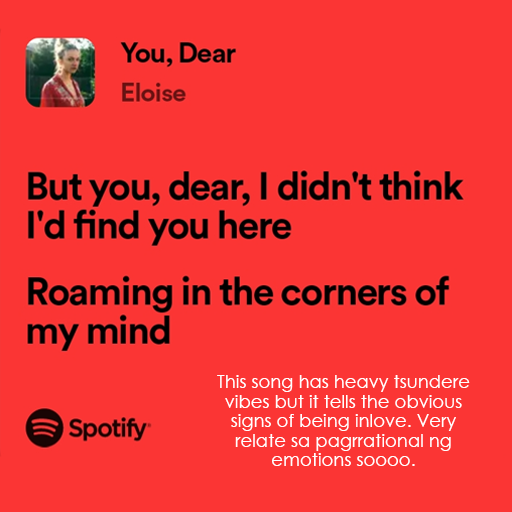 You, Dear
Eloise
But you, dear, I didn't think
I'd find you here
Roaming in the corners of
my mind
This song has heavy tsundere
vibes but it tells the obvious
signs of being inlove. Very
relate sa pagrrational ng
emotions soooo.
Spotify